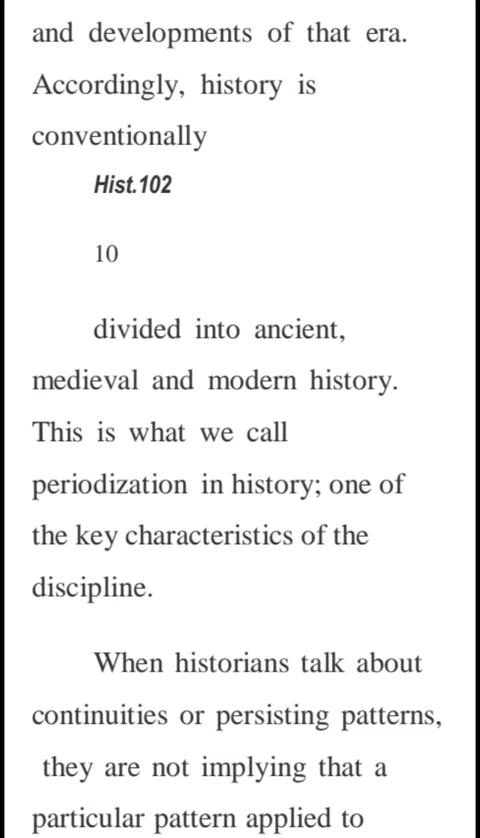 and developments of that era.
Accordingly, history is
conventionally
Hist.102
10
divided into ancient,
medieval and modern history.
This is what we call
periodization in history; one of
the key characteristics of the
discipline.
When historians talk about
continuities or persisting patterns,
they are not implying that a
particular pattern applied to